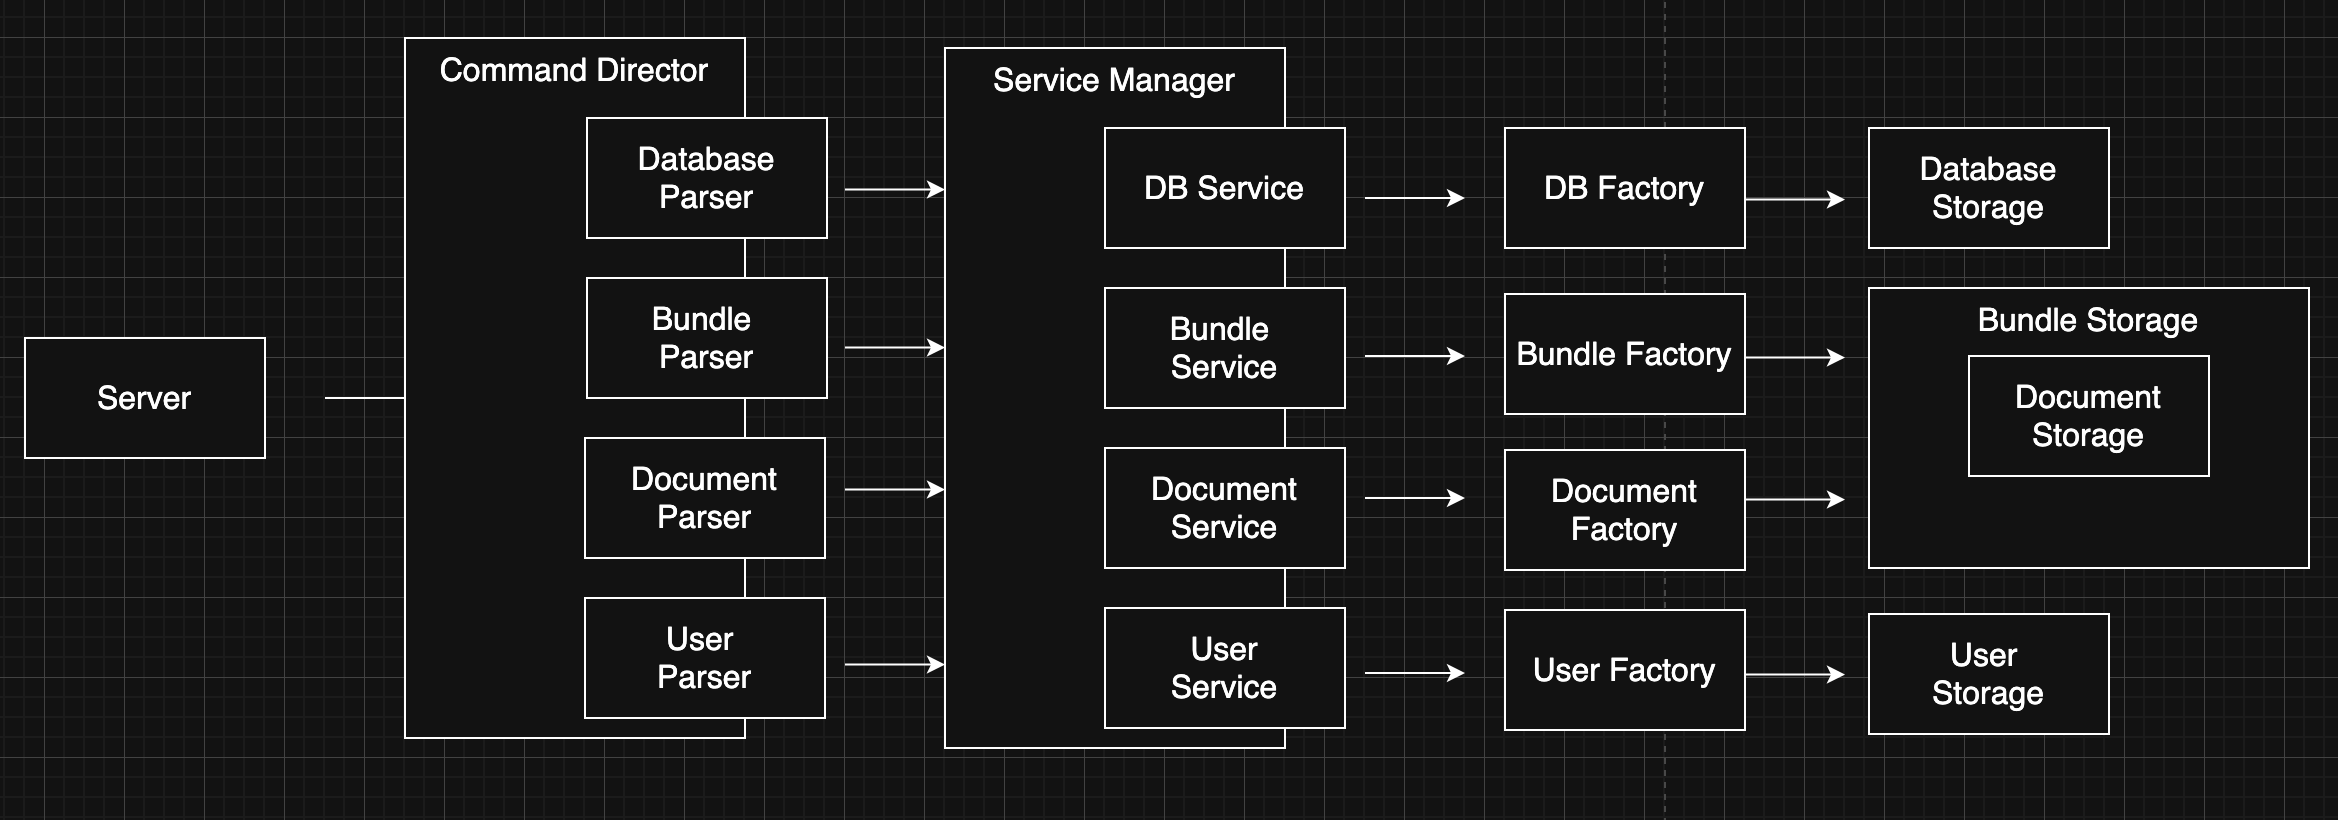 Command Director
Database
Parser
Bundle
Parser
Document
Parser
User
Parser
Server
Service Manager
DB Service
Bundle
Service
Document
Service
User
Service
DB Factory
Bundle Factory
Document
Factory
User Factory
Database
Storage
Bundle Storage
Document
Storage
User
Storage